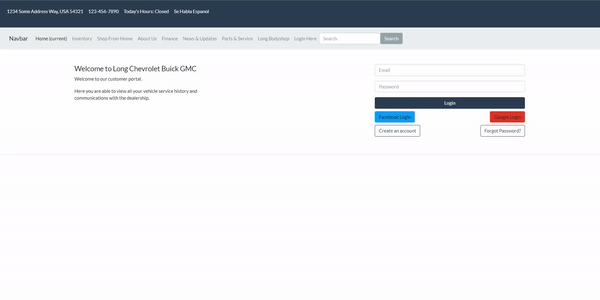 1234 Some Address Way, USA 54321 123-456-7890 Today's Hours: Closed Se Habla Espanol
Navbar Home (current) Inventory Shop From Home About Us Finance News & Updates Parts & Service Long Bodyshop Login Here Search Search
Welcome to Long Chevrolet Buick GMC
Welcome to our customer portal.
Here you are able to view all your vehicle service history and
communications with the dealership.
Email
Password
Login
Facebook Login Google Login
Create an account Forgot Password?